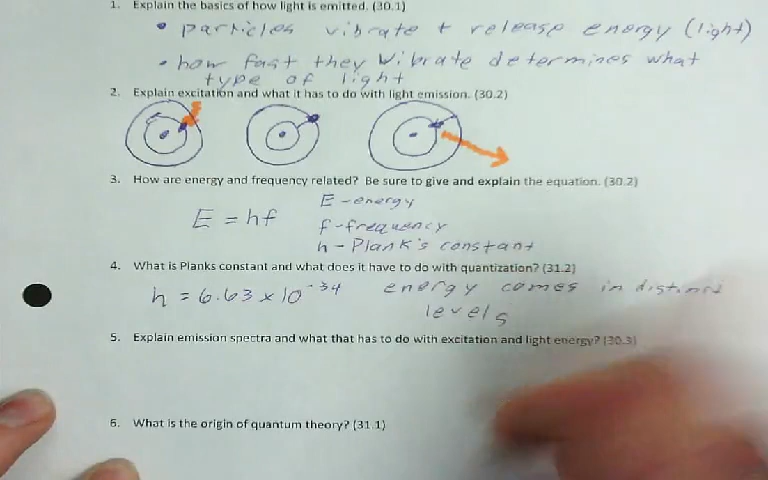 1. Explain the basics of how light is emitted. (30.1)
• particles vibrate + release energy (light)
• how fast they vibrate determines what
type of light
2. Explain excitation and what it has to do with light emission. (30.2)
3. How are energy and frequency related? Be sure to give and explain the equation. (30.2)
E - energy
E = hf
f - frequency
h - Plank's constant
4. What is Planks constant and what does it have to do with quantization? (31.2)
h = 6.63 x 10^-34 energy comes in distinct
levels
5. Explain emission spectra and what that has to do with excitation and light energy? (30.3)
6. What is the origin of quantum theory? (31.1)